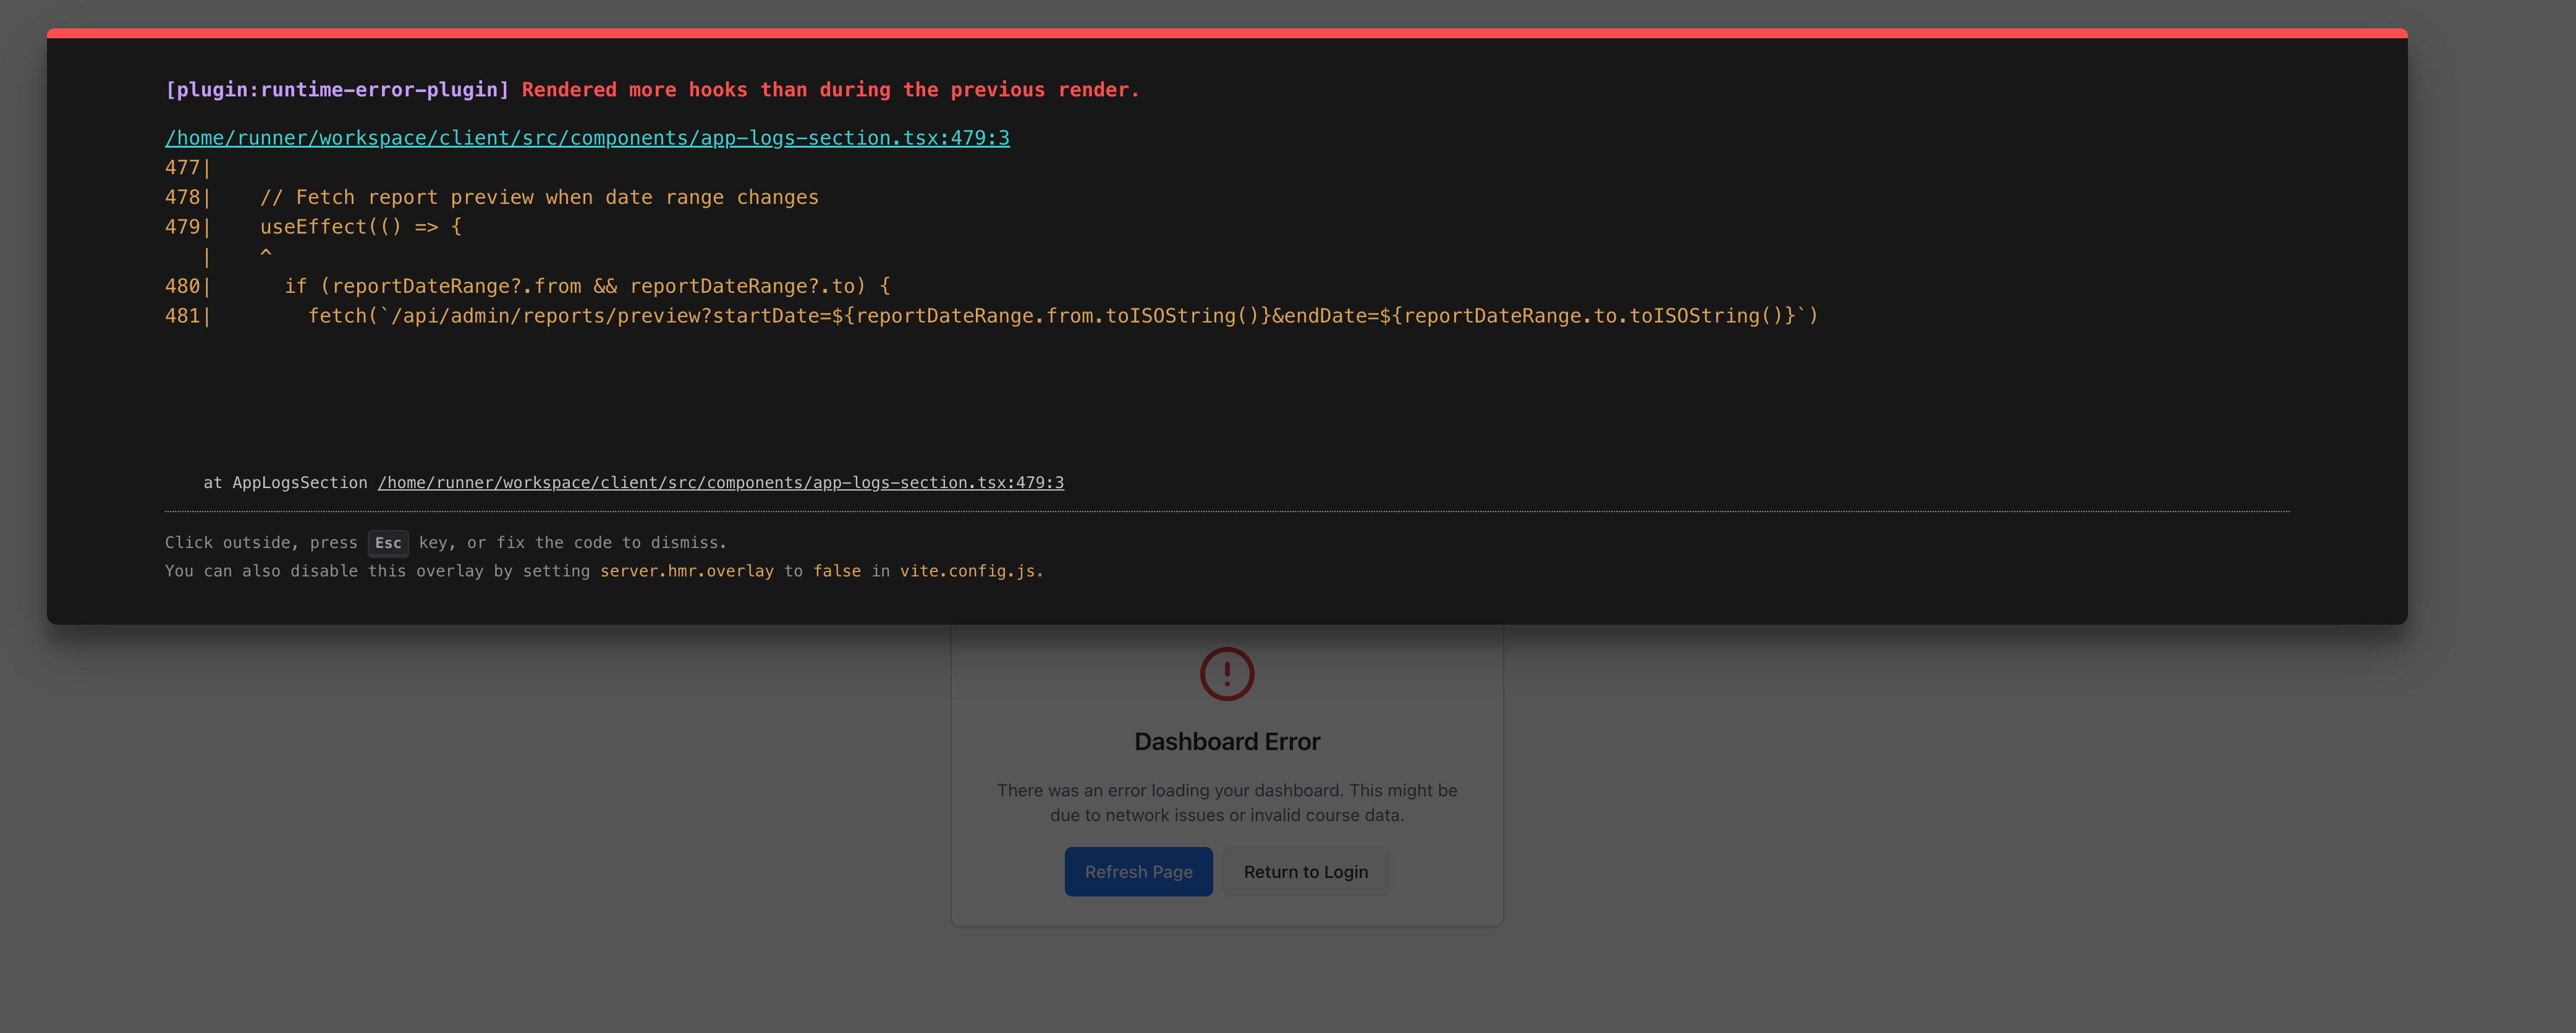 [plugin:runtime-error-plugin] Rendered more hooks than during the previous render.
/home/runner/workspace/client/src/components/app-logs-section.tsx:479:3
477|
478|    // Fetch report preview when date range changes
479|    useEffect(() => {
   |    ^
480|      if (reportDateRange?.from && reportDateRange?.to) {
481|        fetch(`/api/admin/reports/preview?startDate=${reportDateRange.from.toISOString()}&endDate=${reportDateRange.to.toISOString()}`)
at AppLogsSection /home/runner/workspace/client/src/components/app-logs-section.tsx:479:3
Click outside, press Esc key, or fix the code to dismiss.
You can also disable this overlay by setting server.hmr.overlay to false in vite.config.js.
Dashboard Error
There was an error loading your dashboard. This might be
due to network issues or invalid course data.
Refresh Page Return to Login